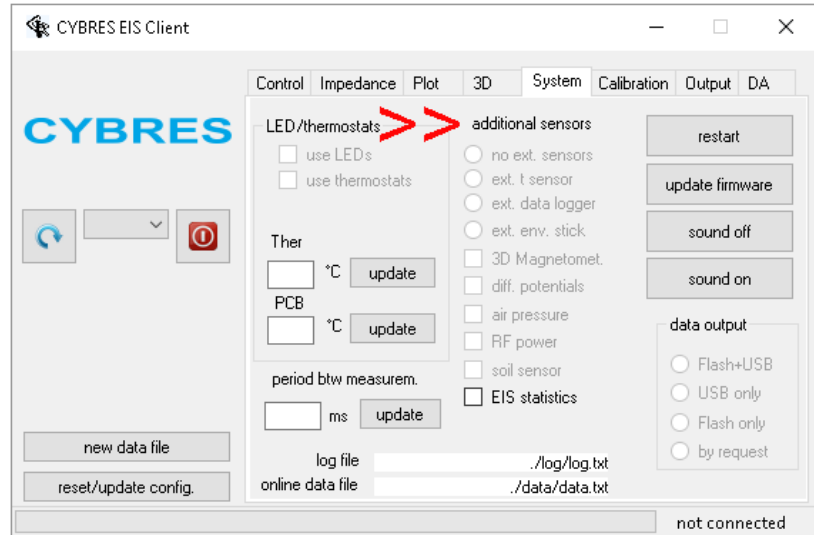 CYBRES EIS Client
Control Impedance Plot 3D System Calibration Output DA
CYBRES
LED/thermostats
use LEDs
use thermostats
Ther
°C update
PCB
°C update
period btw measurem.
ms update
>> additional sensors
no ext. sensors
ext. t sensor
ext. data logger
ext. env. stick
3D Magnetomet.
diff. potentials
air pressure
RF power
soil sensor
EIS statistics
restart
update firmware
sound off
sound on
data output
Flash+USB
USB only
Flash only
by request
new data file
reset/update config.
log file ./log/log.txt
online data file ./data/data.txt
not connected